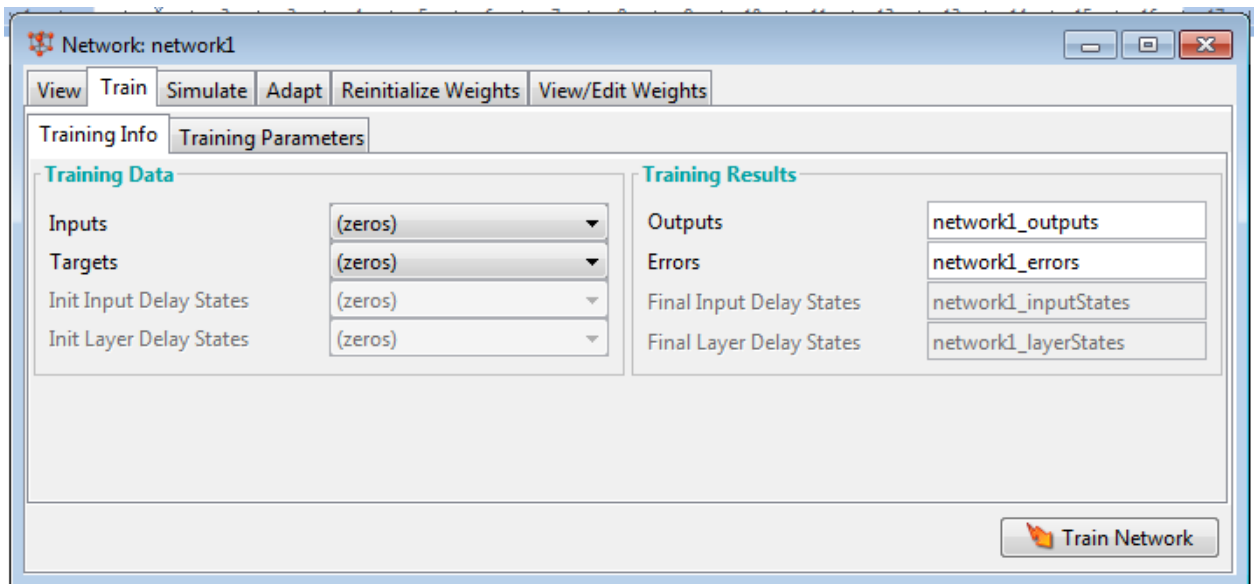 Network: network1
View Train Simulate Adapt Reinitialize Weights View/Edit Weights
Training Info Training Parameters
Training Data
Inputs (zeros)
Targets (zeros)
Init Input Delay States (zeros)
Init Layer Delay States (zeros)
Training Results
Outputs network1_outputs
Errors network1_errors
Final Input Delay States network1_inputStates
Final Layer Delay States network1_layerStates
Train Network